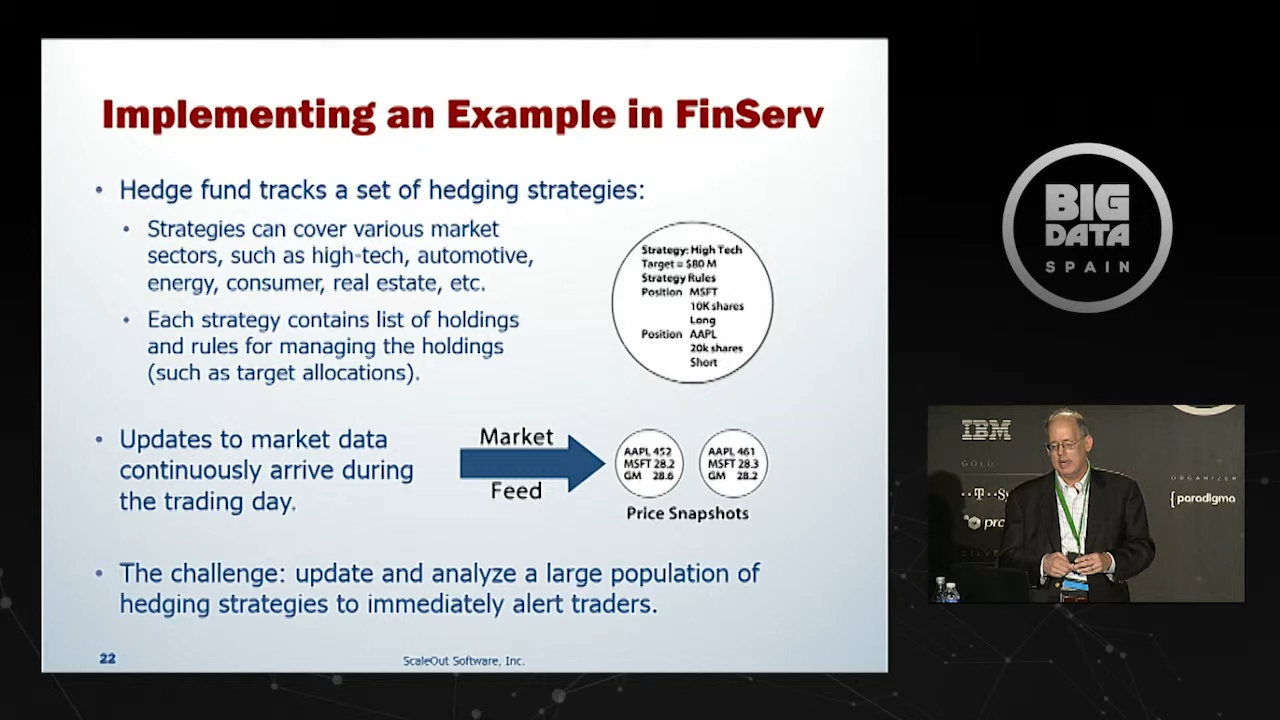 Implementing an Example in FinServ
• Hedge fund tracks a set of hedging strategies:
• Strategies can cover various market
sectors, such as high-tech, automotive,
energy, consumer, real estate, etc.
• Each strategy contains list of holdings
and rules for managing the holdings
(such as target allocations).
Strategy: High Tech
Target = $80 M
Strategy Rules
Position MSFT
10K shares
Long
Position AAPL
20k shares
Short
• Updates to market data
continuously arrive during
the trading day.
Market
Feed
AAPL 452
MSFT 28.2
GM 28.6
AAPL 461
MSFT 28.3
GM 28.2
Price Snapshots
• The challenge: update and analyze a large population of
hedging strategies to immediately alert traders.
22
ScaleOut Software, Inc.
BIG
DATA
SPAIN
IBM
GOLD
ORGANIZER
{paradigma
SILVE